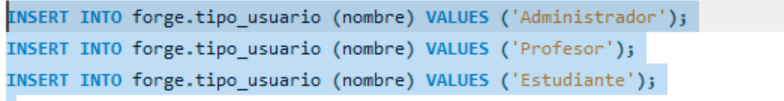 INSERT INTO forge.tipo_usuario (nombre) VALUES ('Administrador');
INSERT INTO forge.tipo_usuario (nombre) VALUES ('Profesor');
INSERT INTO forge.tipo_usuario (nombre) VALUES ('Estudiante');